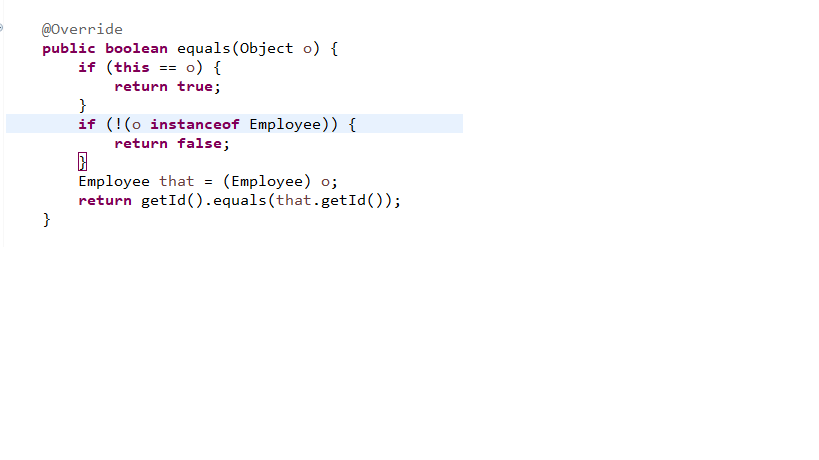 @Override
public boolean equals(Object o) {
if (this == o) {
return true;
}
if (!(o instanceof Employee)) {
return false;
}
Employee that = (Employee) o;
return getId().equals(that.getId());
}